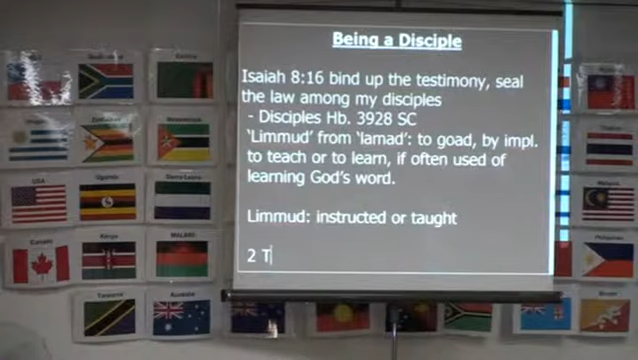 Being a Disciple
Isaiah 8:16 bind up the testimony, seal
the law among my disciples
- Disciples Hb. 3928 SC
'Limmud' from 'lamad': to goad, by impl.
to teach or to learn, if often used of
learning God's word.
Limmud: instructed or taught
2 T
USA
Uganda
Sierra Leone
Canada
Kenya
MALAWI
Tanzania
Australia
Zimbabwe
Mozambique
Malaysia
Philippines